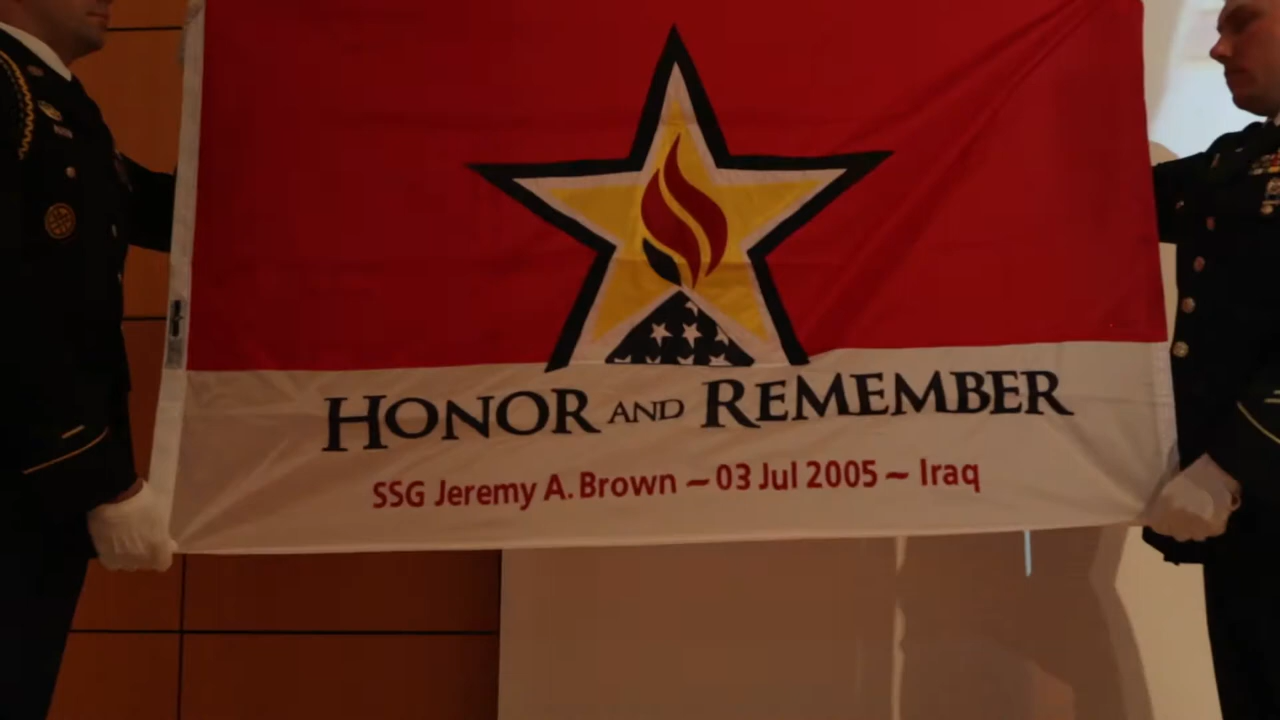 HONOR AND REMEMBER
SSG Jeremy A. Brown ~ 03 Jul 2005 ~ Iraq